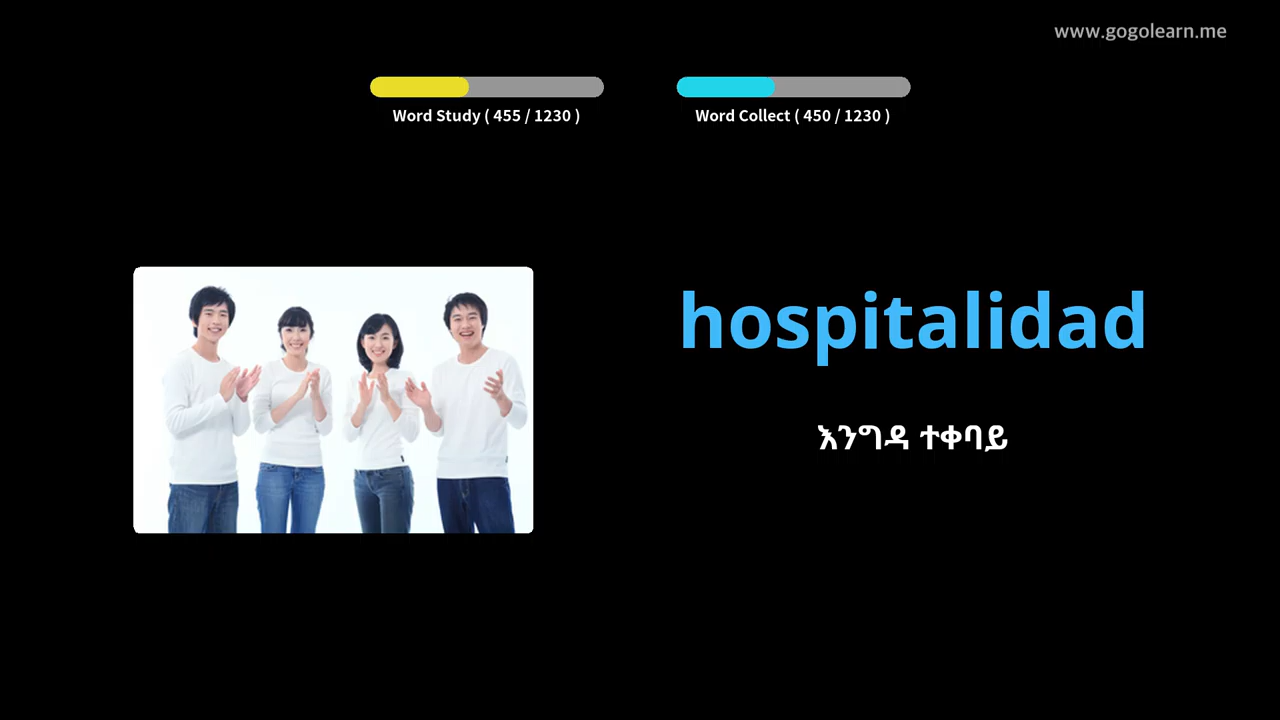 www.gogolearn.me
Word Study ( 455 / 1230 )
Word Collect ( 450 / 1230 )
hospitalidad
እንግዳ ተቀባይ